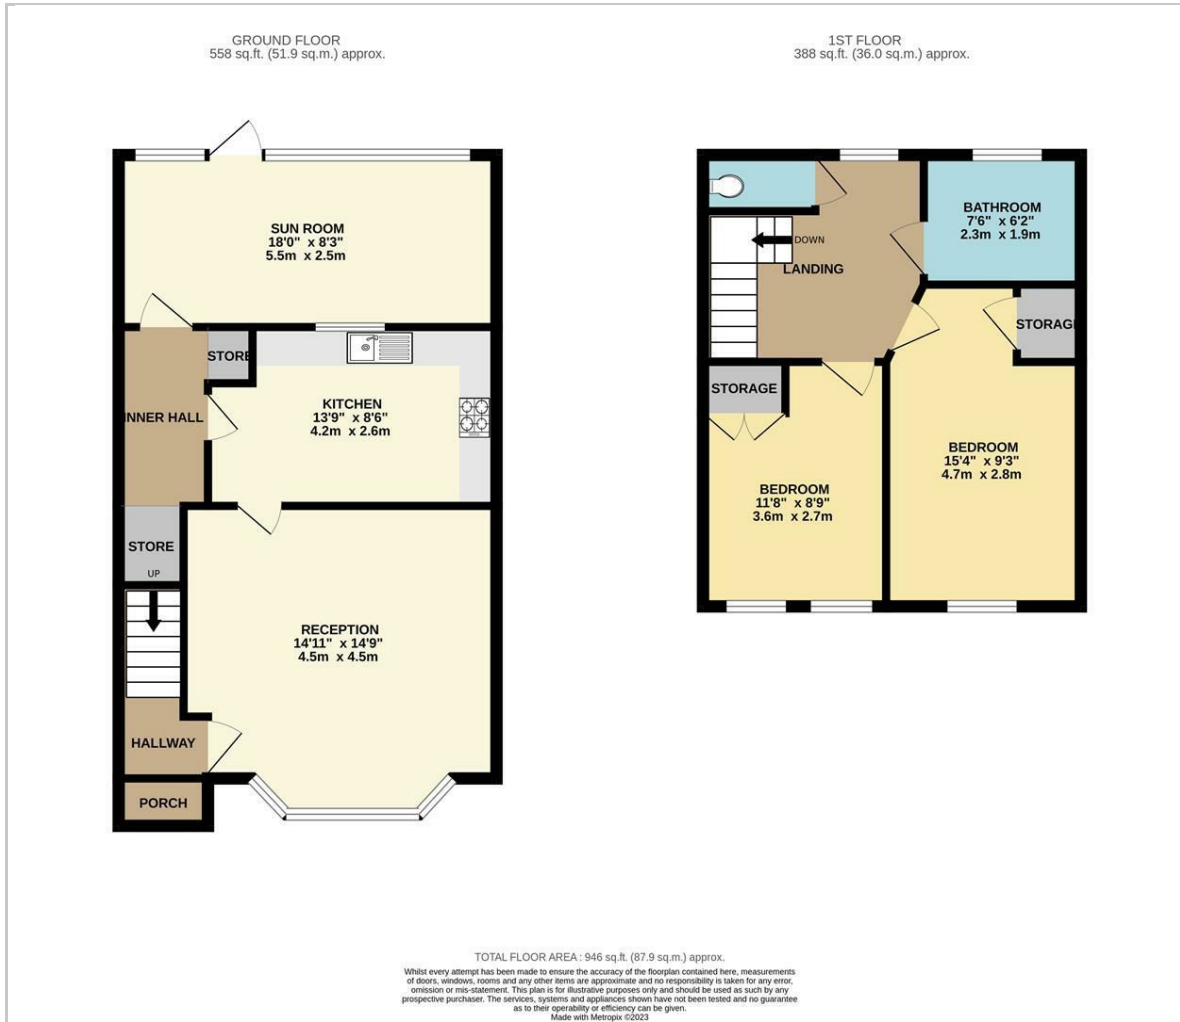 GROUND FLOOR
558 sq.ft. (51.9 sq.m.) approx.
SUN ROOM
18'0" x 8'3"
5.5m x 2.5m
STORE
INNER HALL
KITCHEN
13'9" x 8'6"
4.2m x 2.6m
STORE
UP
RECEPTION
14'11" x 14'9"
4.5m x 4.5m
HALLWAY
PORCH
1ST FLOOR
388 sq.ft. (36.0 sq.m.) approx.
BATHROOM
7'6" x 6'2"
2.3m x 1.9m
DOWN
LANDING
STORAGE
STORAGE
BEDROOM
15'4" x 9'3"
4.7m x 2.8m
BEDROOM
11'8" x 8'9"
3.6m x 2.7m
TOTAL FLOOR AREA : 946 sq.ft. (87.9 sq.m.) approx.
Whilst every attempt has been made to ensure the accuracy of the floorplan contained here, measurements
of doors, windows, rooms and any other items are approximate and no responsibility is taken for any error,
omission or mis-statement. This plan is for illustrative purposes only and should be used as such by any
prospective purchaser. The services, systems and appliances shown have not been tested and no guarantee
as to their operability or efficiency can be given.
Made with Metropix ©2023